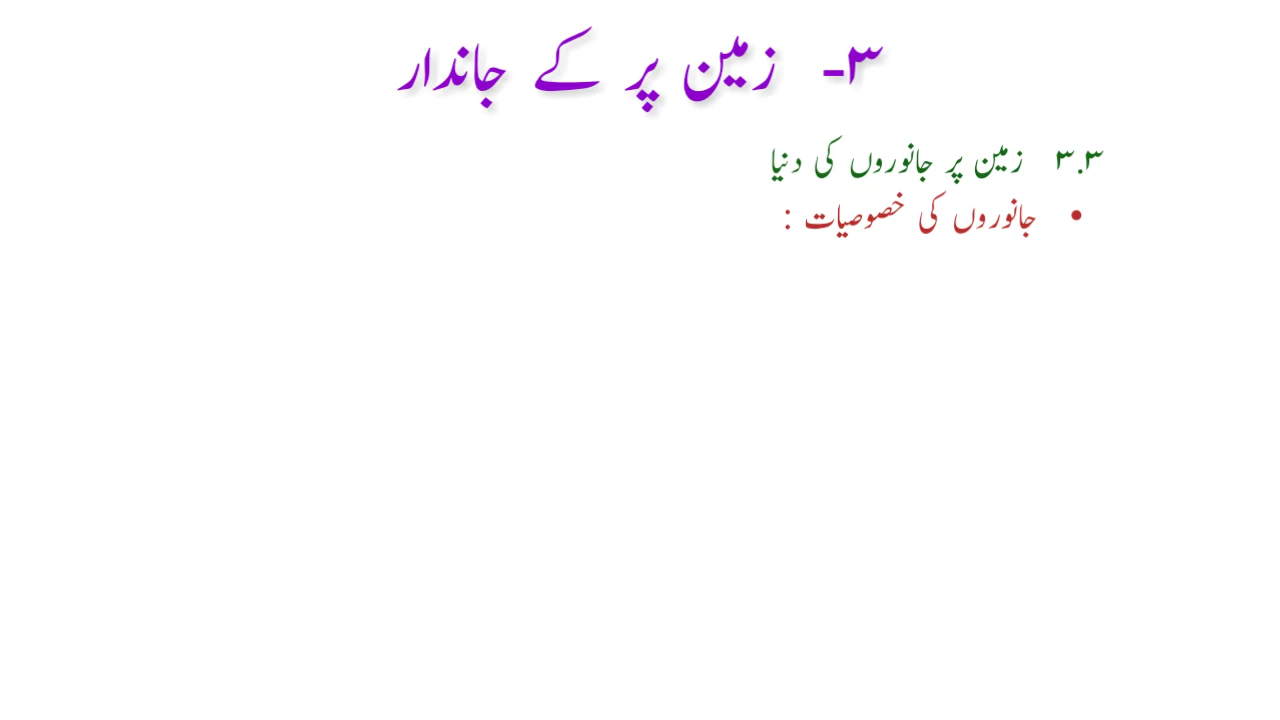 ۳- زمین پر کے جاندار
۳.۳ زمین پر جانوروں کی دنیا
• جانوروں کی خصوصیات :